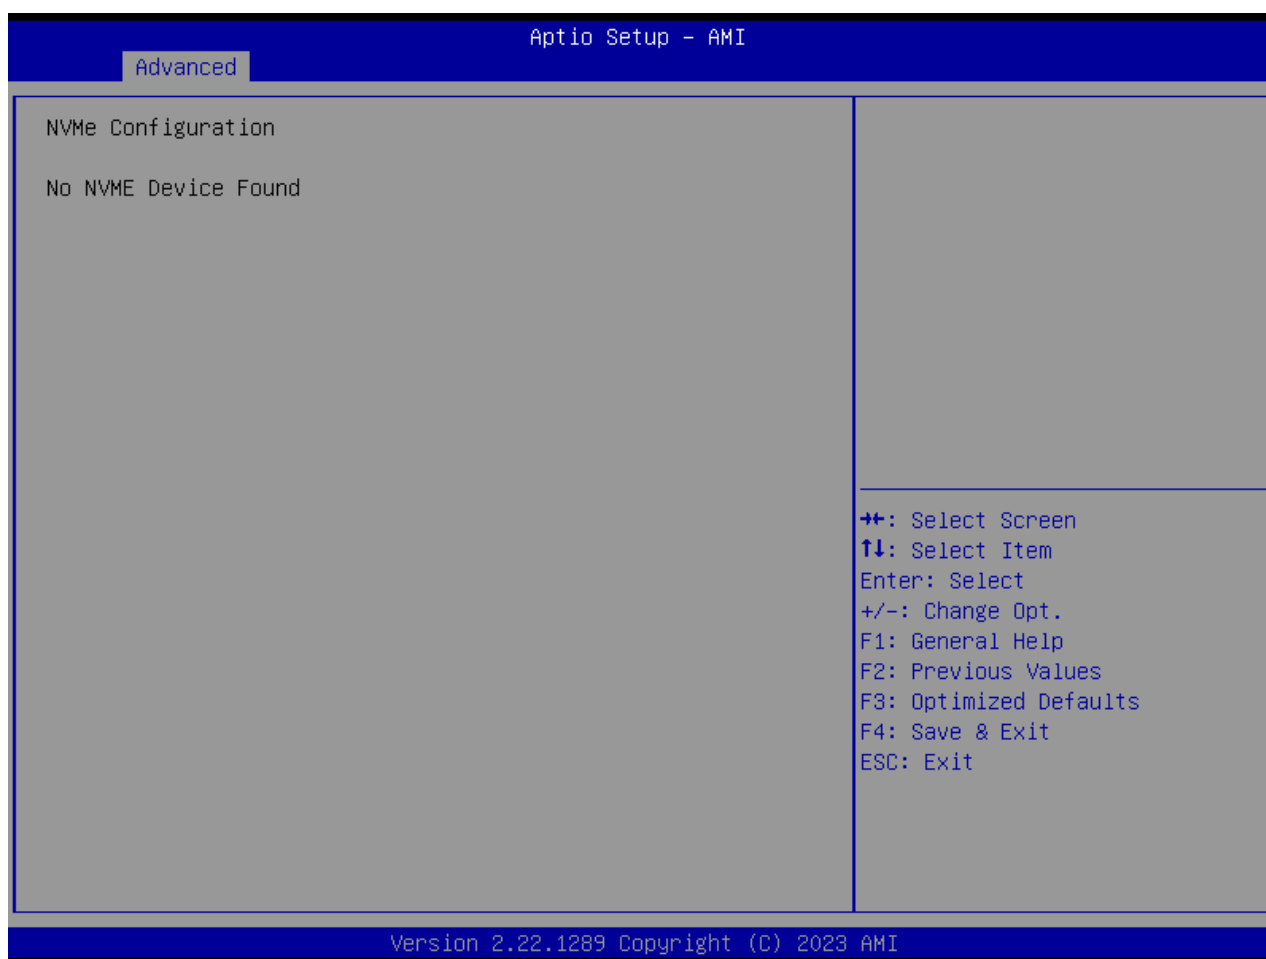 Aptio Setup – AMI
Advanced
NVMe Configuration
No NVME Device Found
→←: Select Screen
↑↓: Select Item
Enter: Select
+/-: Change Opt.
F1: General Help
F2: Previous Values
F3: Optimized Defaults
F4: Save & Exit
ESC: Exit
Version 2.22.1289 Copyright (C) 2023 AMI